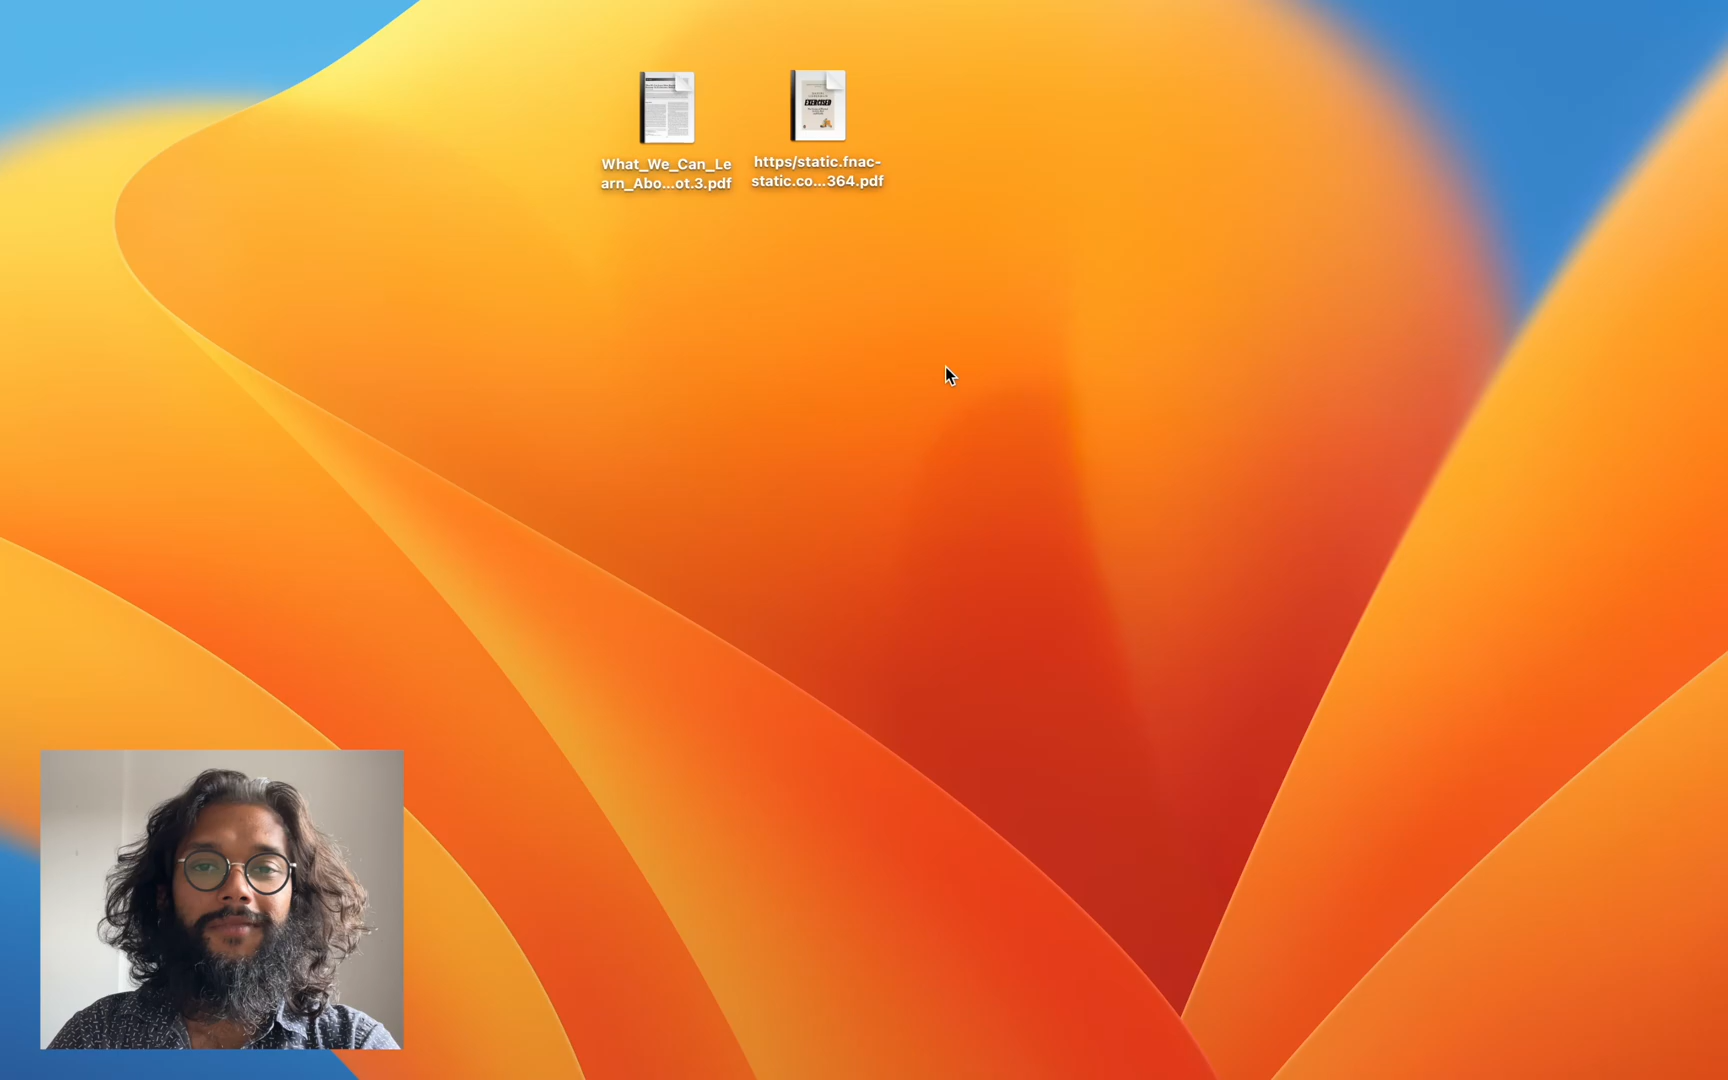 What_We_Can_Le
arn_Abo...ot.3.pdf
https/static.fnac-
static.co...364.pdf